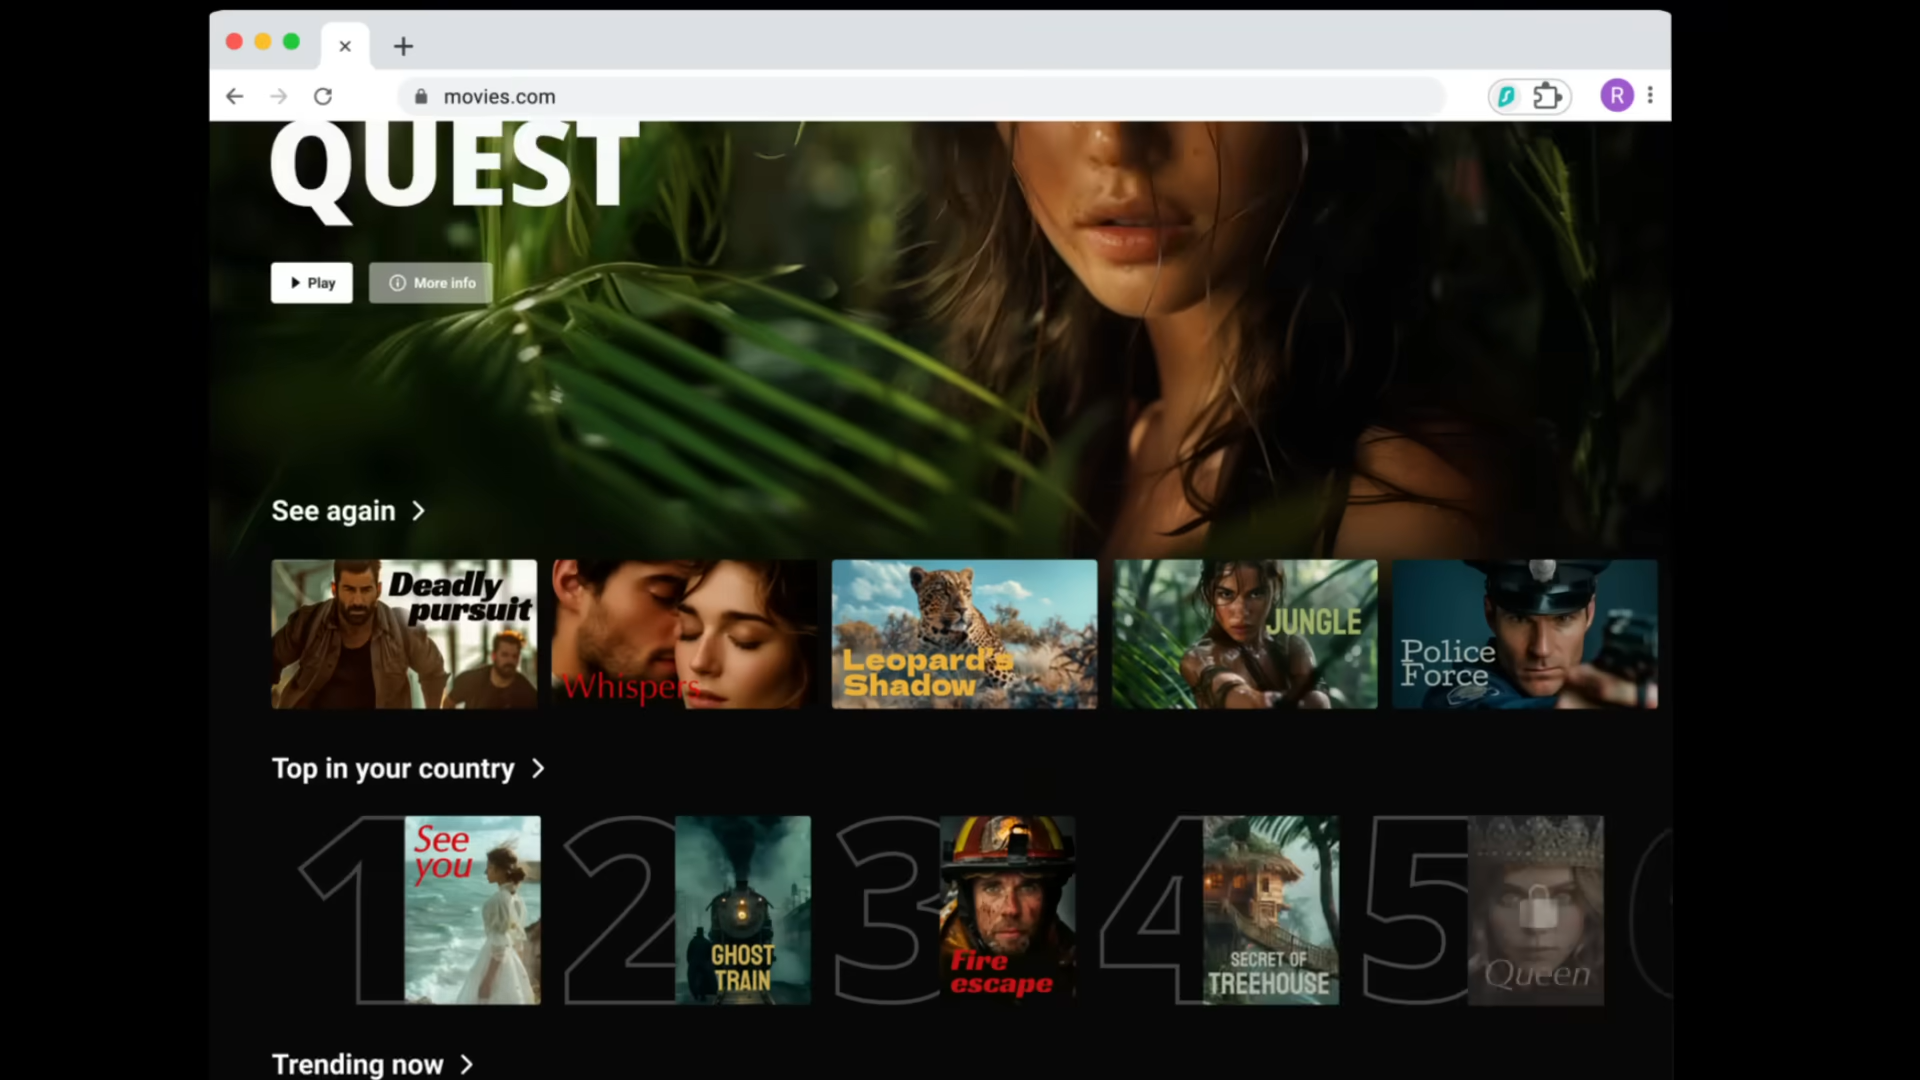 movies.com
R
QUEST
Play
More info
See again
Deadly
pursuit
Whispers
Leopard's
Shadow
JUNGLE
Police
Force
Top in your country
1
See
you
2
GHOST
TRAIN
3
Fire
escape
4
SECRET OF
TREEHOUSE
5
Queen
Trending now